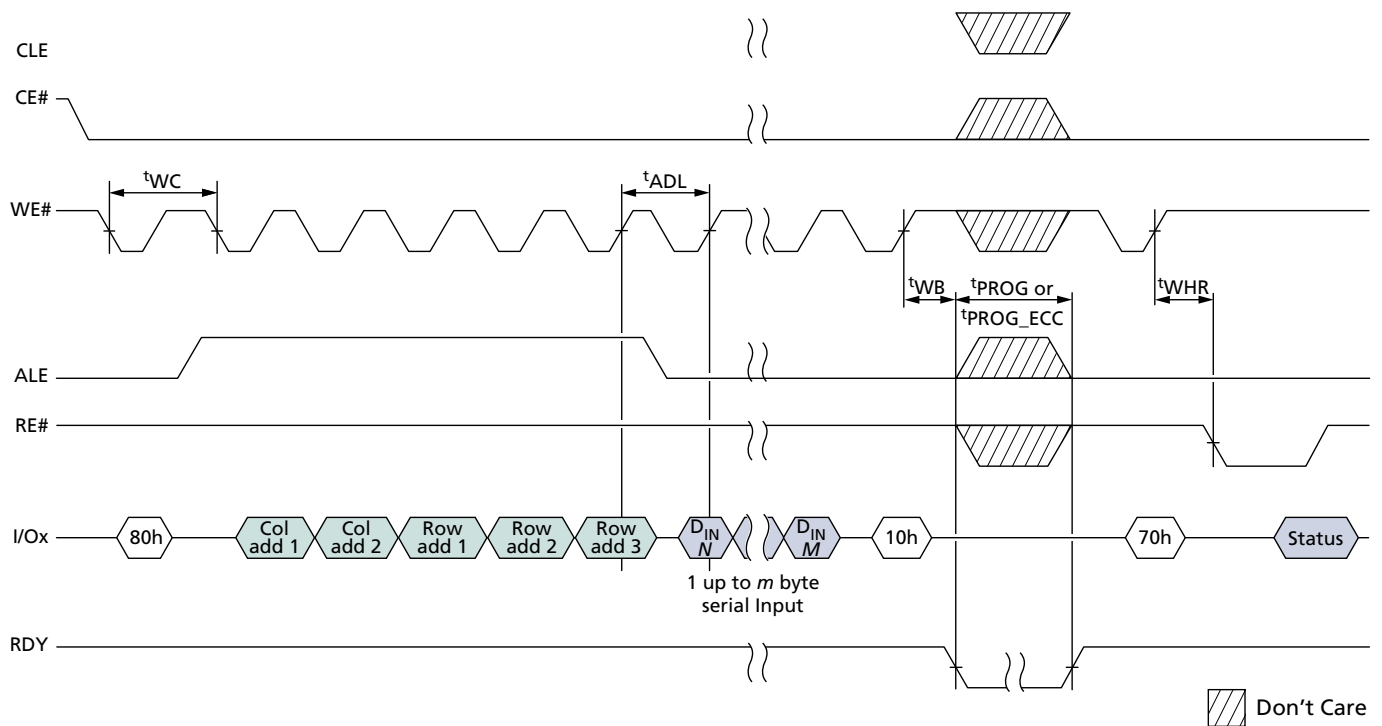 CLE
CE#
tWC
tADL
WE#
tWB
tPROG or
tPROG_ECC
tWHR
ALE
RE#
I/Ox
80h
Col
add 1
Col
add 2
Row
add 1
Row
add 2
Row
add 3
DIN
N
DIN
M
10h
70h
Status
1 up to m byte
serial Input
RDY
Don't Care